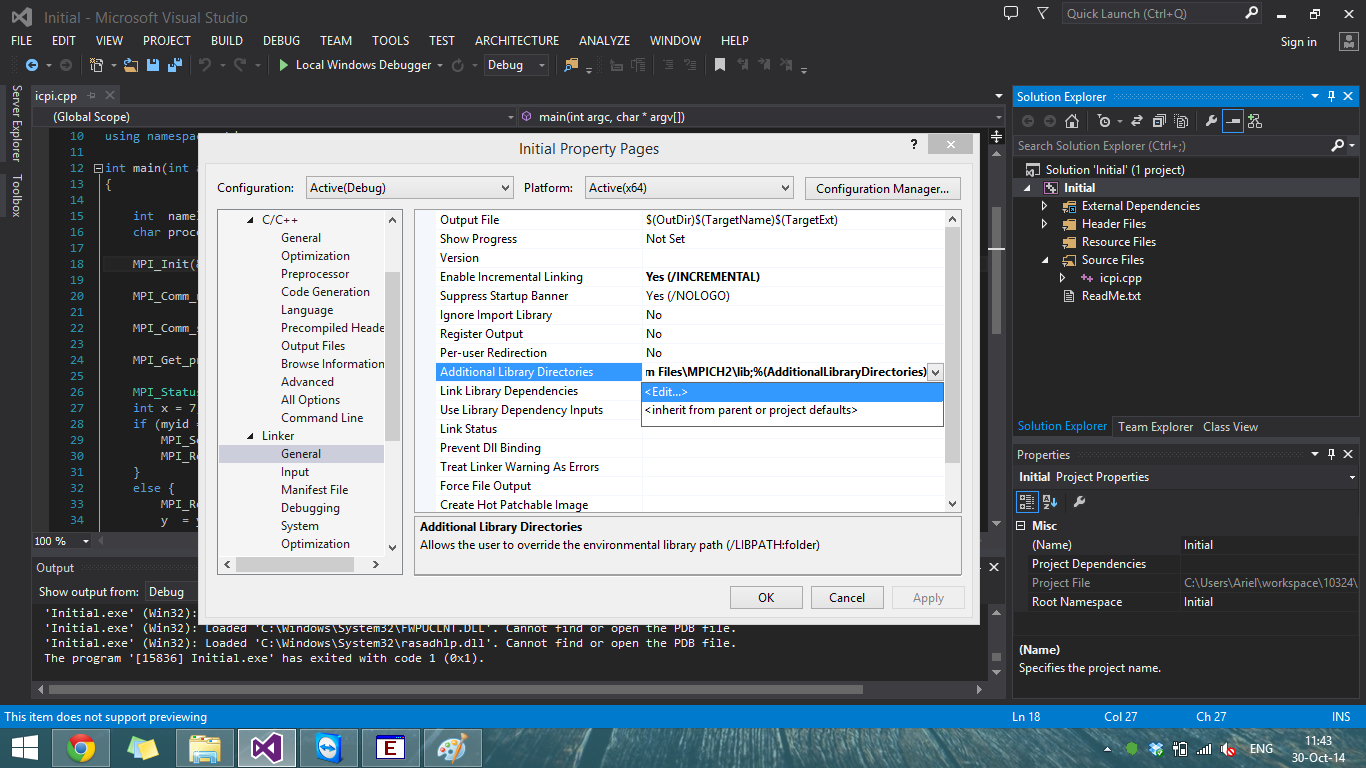 Initial - Microsoft Visual Studio
Quick Launch (Ctrl+Q)
FILE EDIT VIEW PROJECT BUILD DEBUG TEAM TOOLS TEST ARCHITECTURE ANALYZE WINDOW HELP
Sign in
Local Windows Debugger Debug
Server Explorer
Toolbox
icpi.cpp
(Global Scope) main(int argc, char * argv[])
10 using namespace
11
12 int main(int
13 {
14
15 int
16 char
17
18 MPI_Init(
19
20
21
22
23
24
25
26 MPI_Status
27 int x = 7
28 if (myid =
29
30
31 }
32 else {
33
34 y =
100 %
Initial Property Pages
?
Configuration: Active(Debug) Platform: Active(x64) Configuration Manager...
C/C++
General
Optimization
Preprocessor
Code Generation
Language
Precompiled Heade
Output Files
Browse Information
Advanced
All Options
Command Line
Linker
General
Input
Manifest File
Debugging
System
Optimization
Output File $(OutDir)$(TargetName)$(TargetExt)
Show Progress Not Set
Version
Enable Incremental Linking Yes (/INCREMENTAL)
Suppress Startup Banner Yes (/NOLOGO)
Ignore Import Library No
Register Output No
Per-user Redirection No
Additional Library Directories m Files\MPICH2\lib;%(AdditionalLibraryDirectories)
Link Library Dependencies <Edit...>
Use Library Dependency Inputs <inherit from parent or project defaults>
Link Status
Prevent Dll Binding
Treat Linker Warning As Errors
Force File Output
Create Hot Patchable Image
Additional Library Directories
Allows the user to override the environmental library path (/LIBPATH:folder)
OK Cancel Apply
Output
Show output from: Debug
'Initial.exe' (Win32):
'Initial.exe' (Win32): Loaded 'C:\Windows\System32\FWPUCLNT.DLL'. Cannot find or open the PDB file.
'Initial.exe' (Win32): Loaded 'C:\Windows\System32\rasadhlp.dll'. Cannot find or open the PDB file.
The program '[15836] Initial.exe' has exited with code 1 (0x1).
Solution Explorer
Search Solution Explorer (Ctrl+;)
Solution 'Initial' (1 project)
Initial
External Dependencies
Header Files
Resource Files
Source Files
icpi.cpp
ReadMe.txt
Solution Explorer Team Explorer Class View
Properties
Initial Project Properties
Misc
(Name) Initial
Project Dependencies
Project File C:\Users\Ariel\workspace\10324\
Root Namespace Initial
(Name)
Specifies the project name.
This item does not support previewing Ln 18 Col 27 Ch 27 INS
ENG
11:43
30-Oct-14